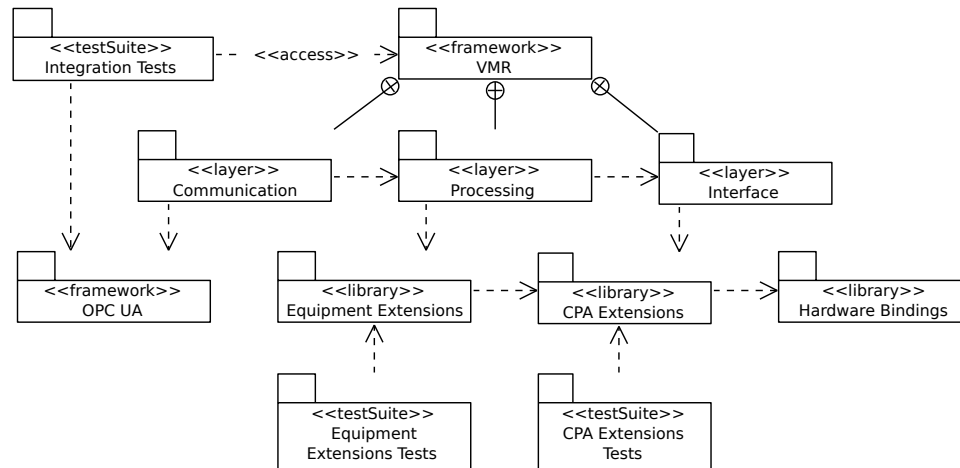 <<testSuite>>
Integration Tests
<<access>>
<<framework>>
VMR
<<layer>>
Communication
<<layer>>
Processing
<<layer>>
Interface
<<framework>>
OPC UA
<<library>>
Equipment Extensions
<<library>>
CPA Extensions
<<library>>
Hardware Bindings
<<testSuite>>
Equipment
Extensions Tests
<<testSuite>>
CPA Extensions
Tests